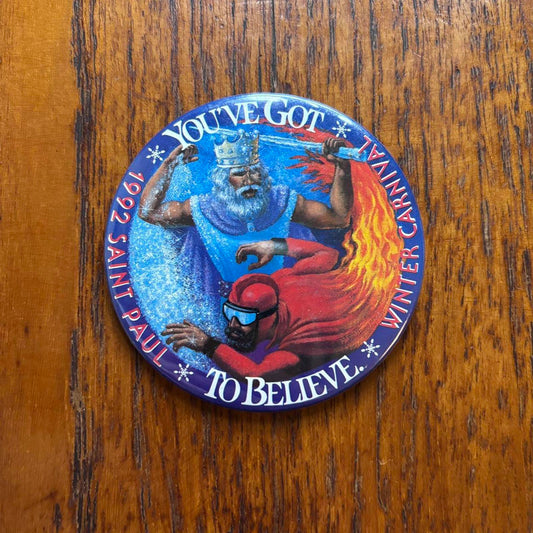 YOU'VE GOT
TO BELIEVE.
1992 SAINT PAUL
WINTER CARNIVAL